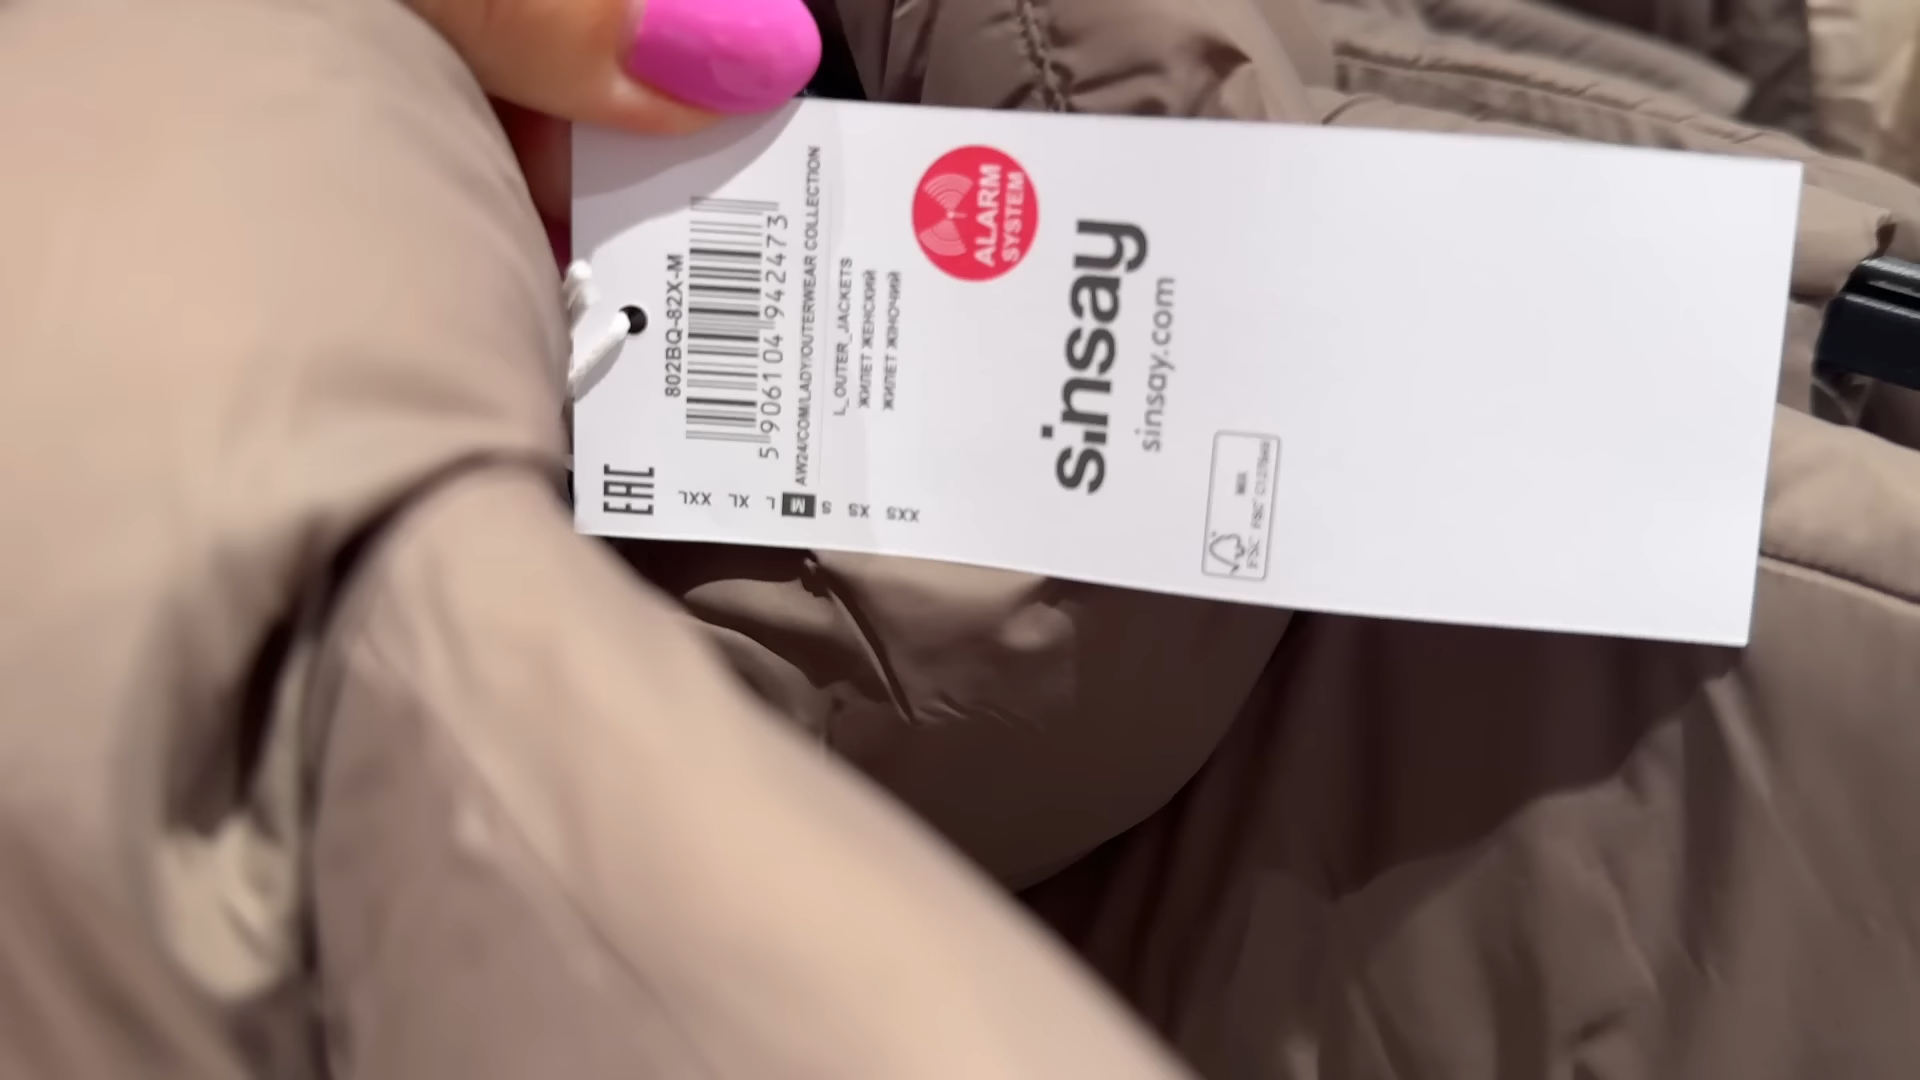 802BQ-82X-M
5 906104 942473
AW24/COM/LADY/OUTERWEAR COLLECTION
L_OUTER_JACKETS
ЖИЛЕТ ЖЕНСКИЙ
ЖИЛЕТ ЖІНОЧИЙ
EAC
XXL XL L M S XS XXS
ALARM
SYSTEM
sinsay
sinsay.com
MIX
FSC